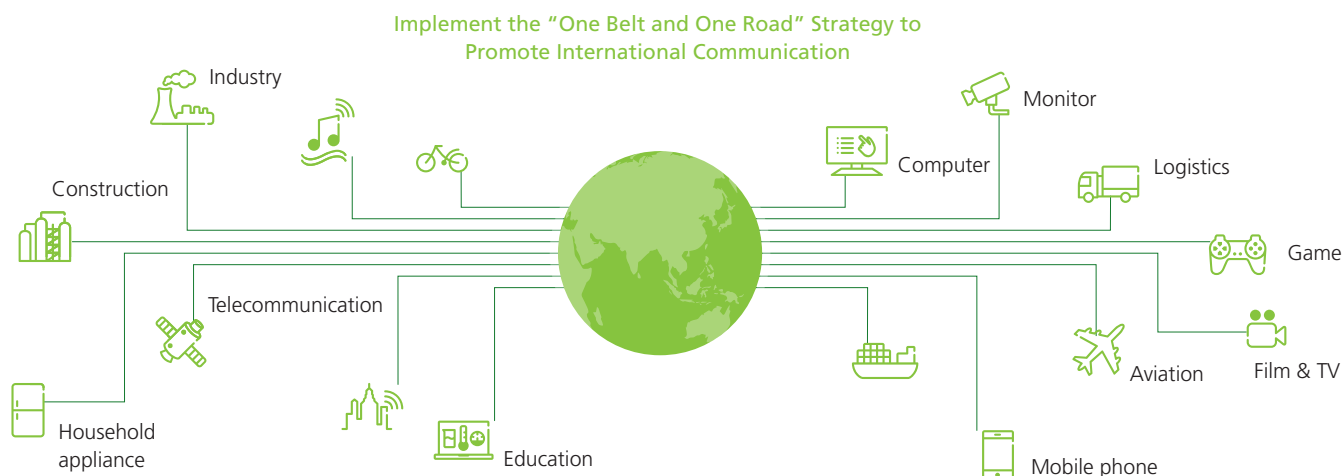 Implement the “One Belt and One Road” Strategy to
Promote International Communication
Industry
Monitor
Computer
Logistics
Construction
Game
Telecommunication
Aviation
Film & TV
Household
appliance
Education
Mobile phone